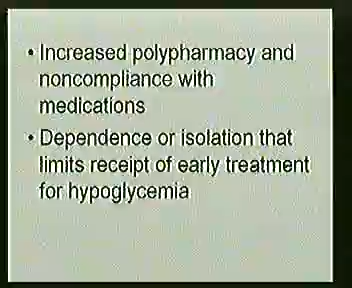 • Increased polypharmacy and
noncompliance with
medications
• Dependence or isolation that
limits receipt of early treatment
for hypoglycemia